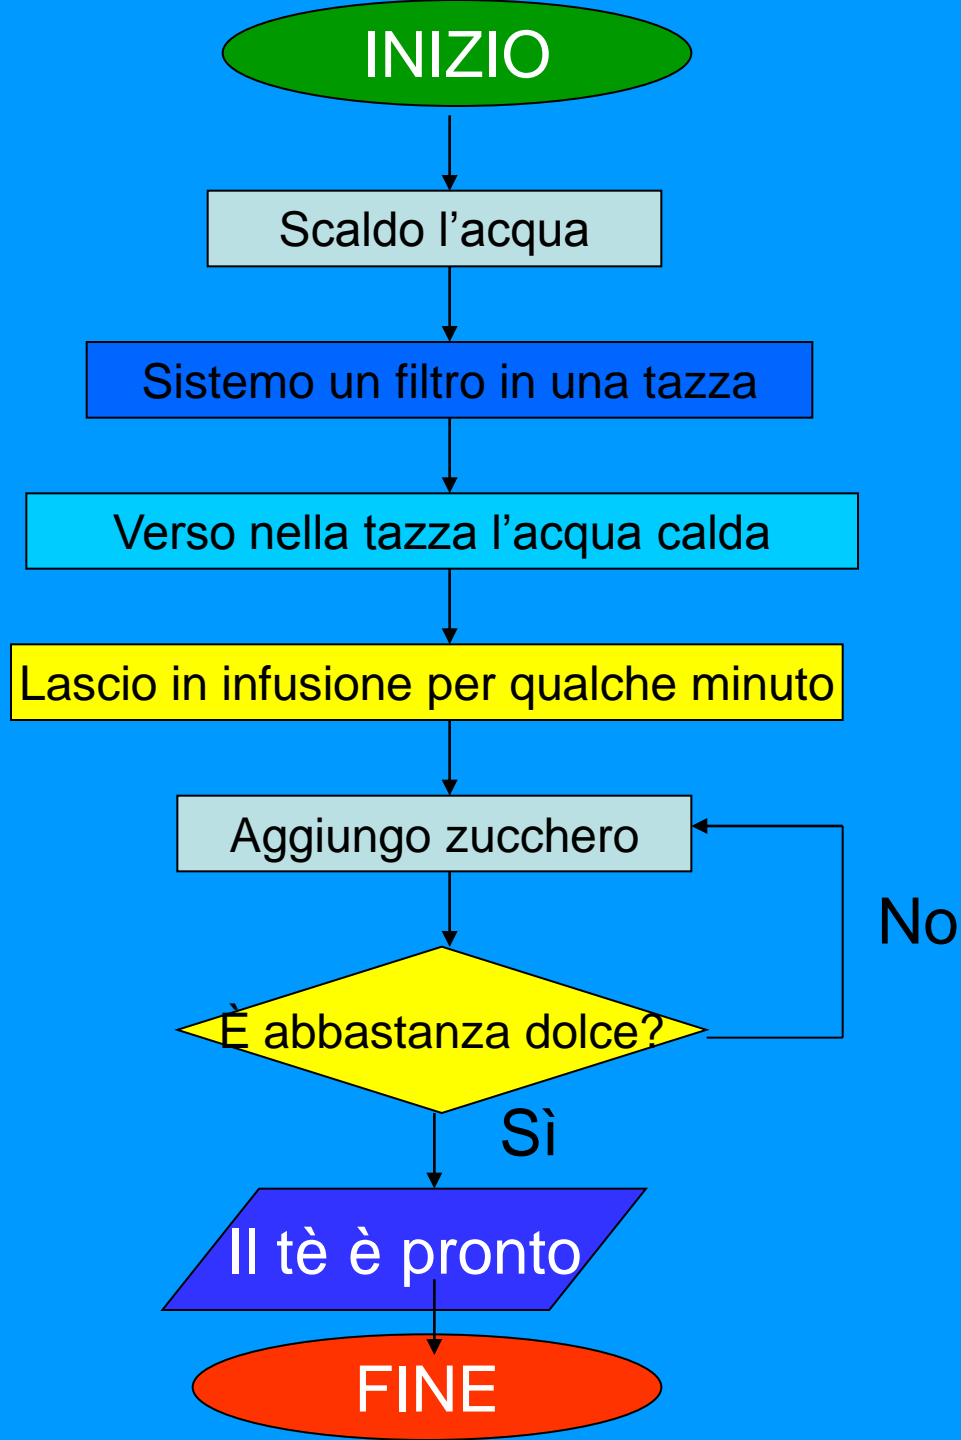 INIZIO
Scaldo l’acqua
Sistemo un filtro in una tazza
Verso nella tazza l’acqua calda
Lascio in infusione per qualche minuto
Aggiungo zucchero
No
È abbastanza dolce?
Sì
Il tè è pronto
FINE